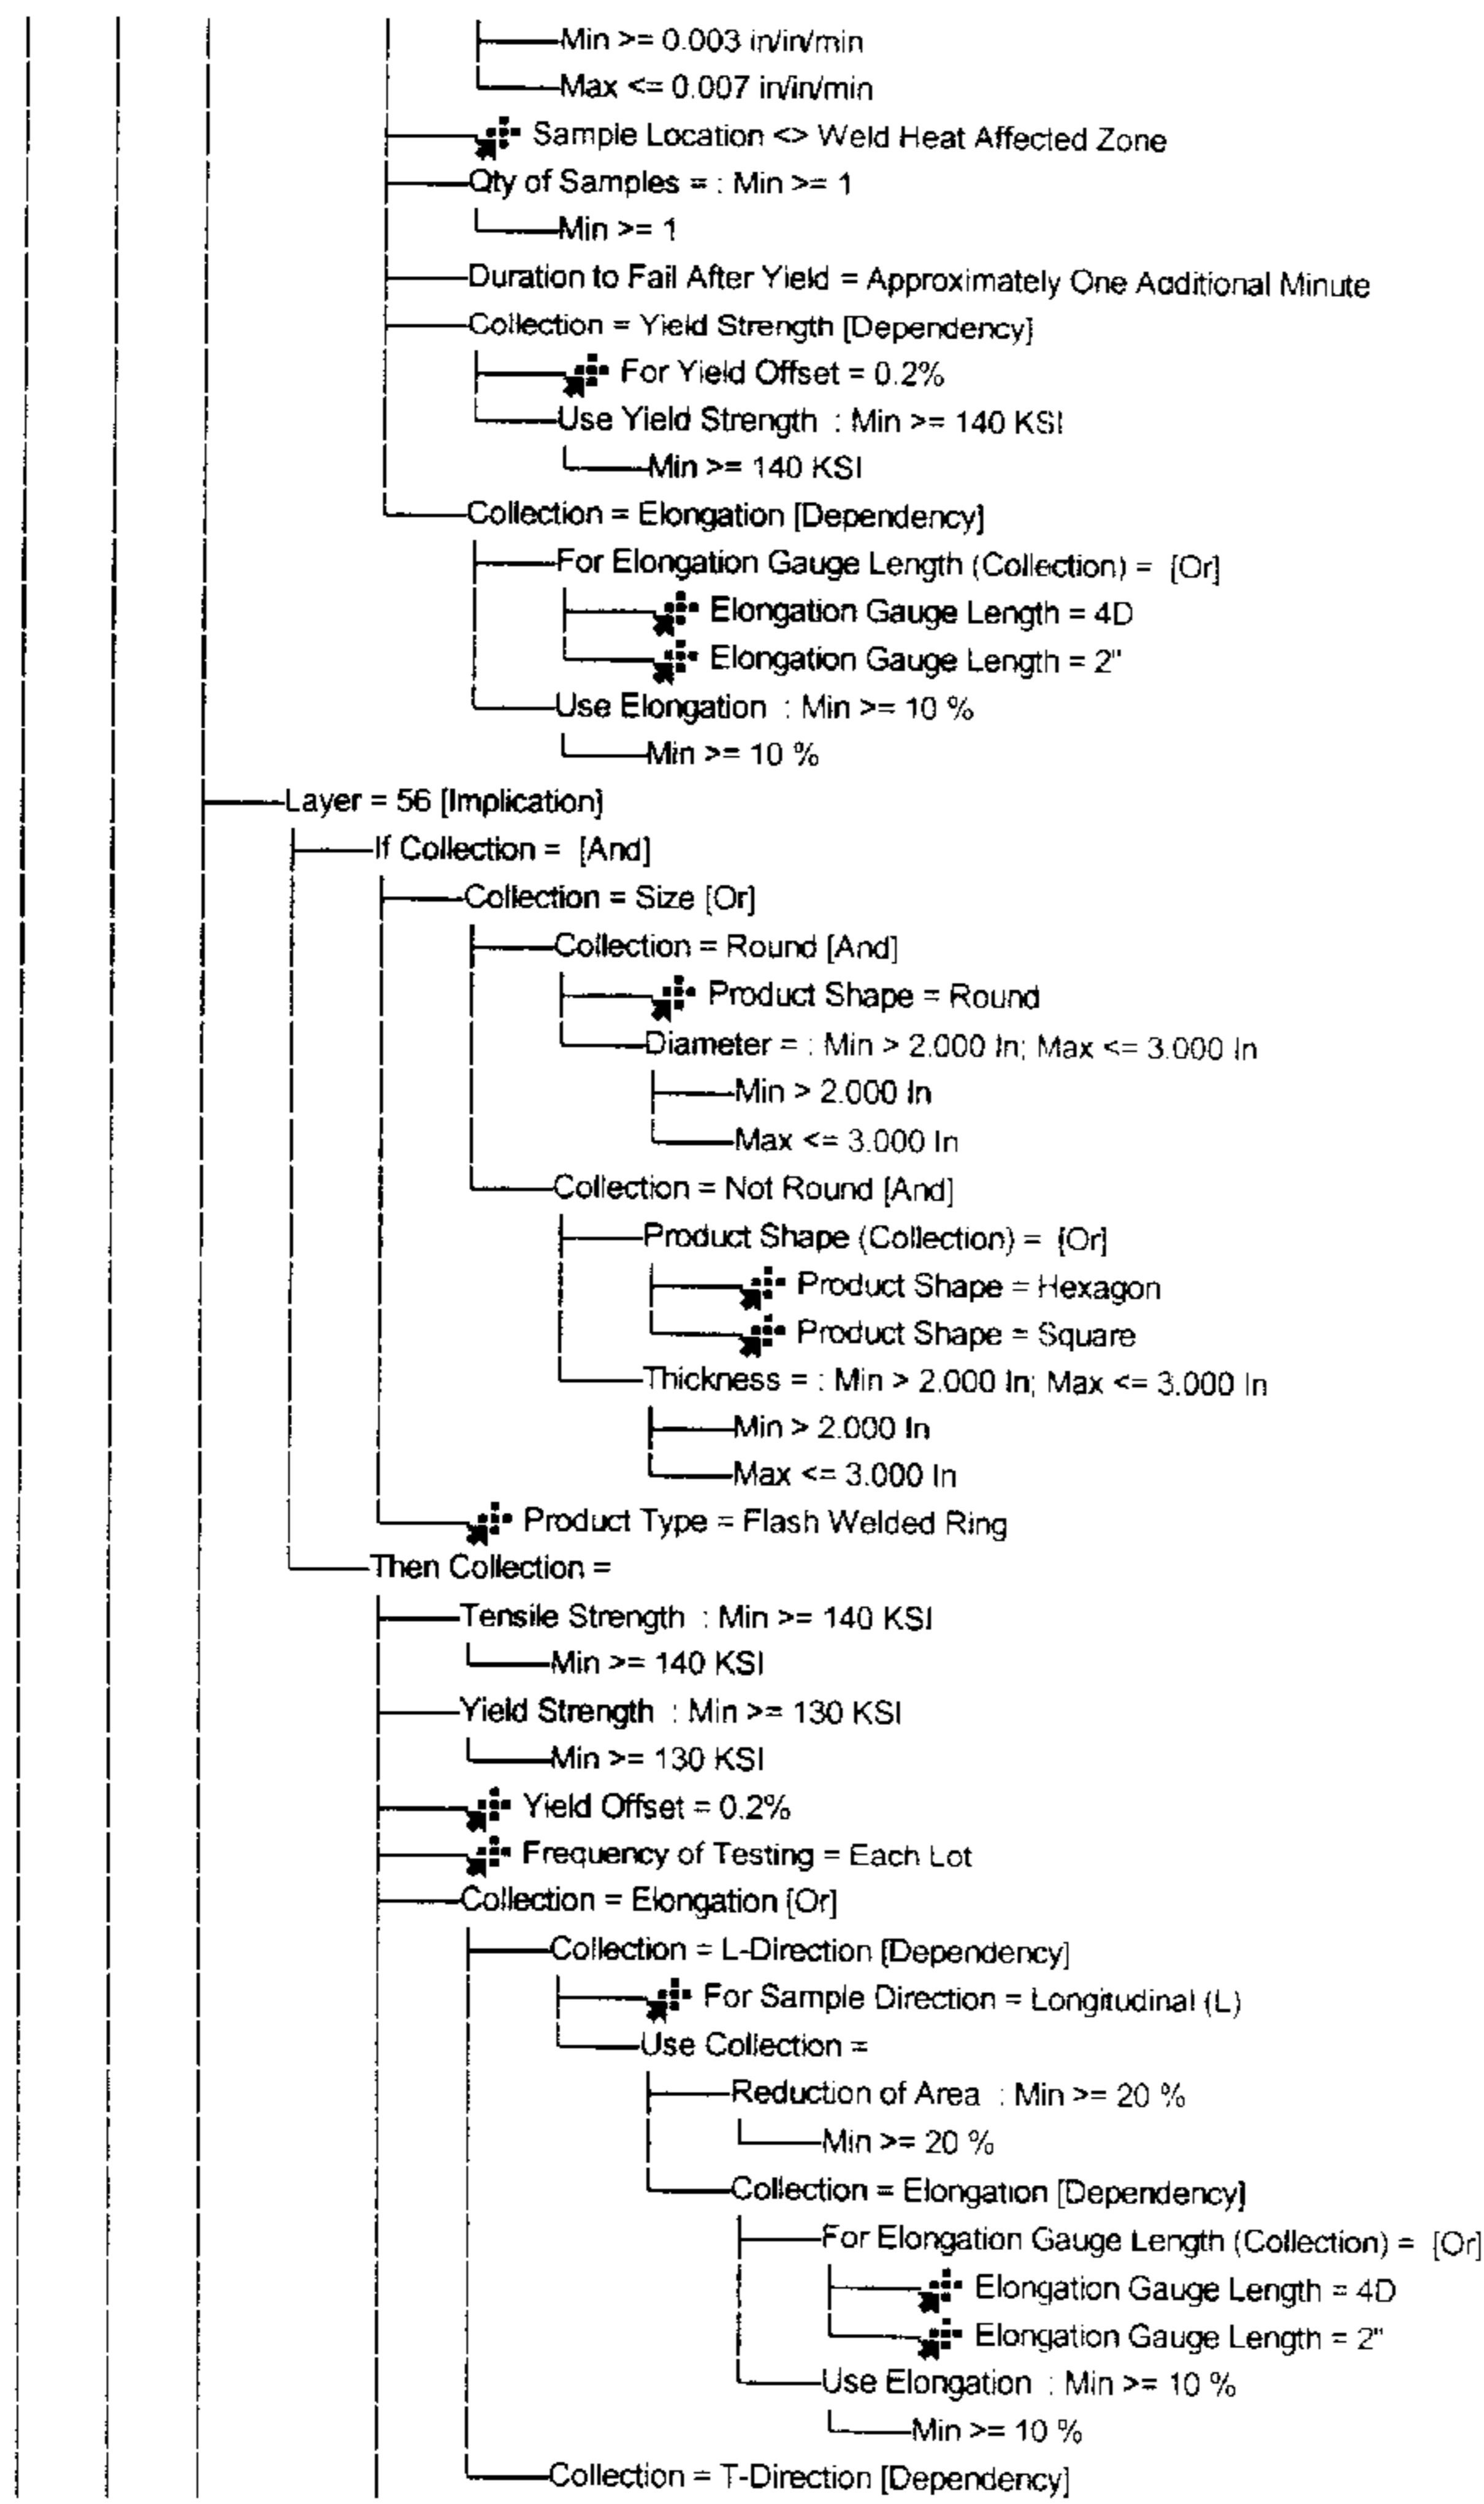 Min >= 0.003 in/in/min
Max <= 0.007 in/in/min
Sample Location <> Weld Heat Affected Zone
Qty of Samples = : Min >= 1
Min >= 1
Duration to Fail After Yield = Approximately One Additional Minute
Collection = Yield Strength [Dependency]
For Yield Offset = 0.2%
Use Yield Strength : Min >= 140 KSI
Min >= 140 KSI
Collection = Elongation [Dependency]
For Elongation Gauge Length (Collection) = [Or]
Elongation Gauge Length = 4D
Elongation Gauge Length = 2"
Use Elongation : Min >= 10 %
Min >= 10 %
Layer = 56 [Implication]
If Collection = [And]
Collection = Size [Or]
Collection = Round [And]
Product Shape = Round
Diameter = : Min > 2.000 In; Max <= 3.000 In
Min > 2.000 In
Max <= 3.000 In
Collection = Not Round [And]
Product Shape (Collection) = [Or]
Product Shape = Hexagon
Product Shape = Square
Thickness = : Min > 2.000 In; Max <= 3.000 In
Min > 2.000 In
Max <= 3.000 In
Product Type = Flash Welded Ring
Then Collection =
Tensile Strength : Min >= 140 KSI
Min >= 140 KSI
Yield Strength : Min >= 130 KSI
Min >= 130 KSI
Yield Offset = 0.2%
Frequency of Testing = Each Lot
Collection = Elongation [Or]
Collection = L-Direction [Dependency]
For Sample Direction = Longitudinal (L)
Use Collection =
Reduction of Area : Min >= 20 %
Min >= 20 %
Collection = Elongation [Dependency]
For Elongation Gauge Length (Collection) = [Or]
Elongation Gauge Length = 4D
Elongation Gauge Length = 2"
Use Elongation : Min >= 10 %
Min >= 10 %
Collection = T-Direction [Dependency]